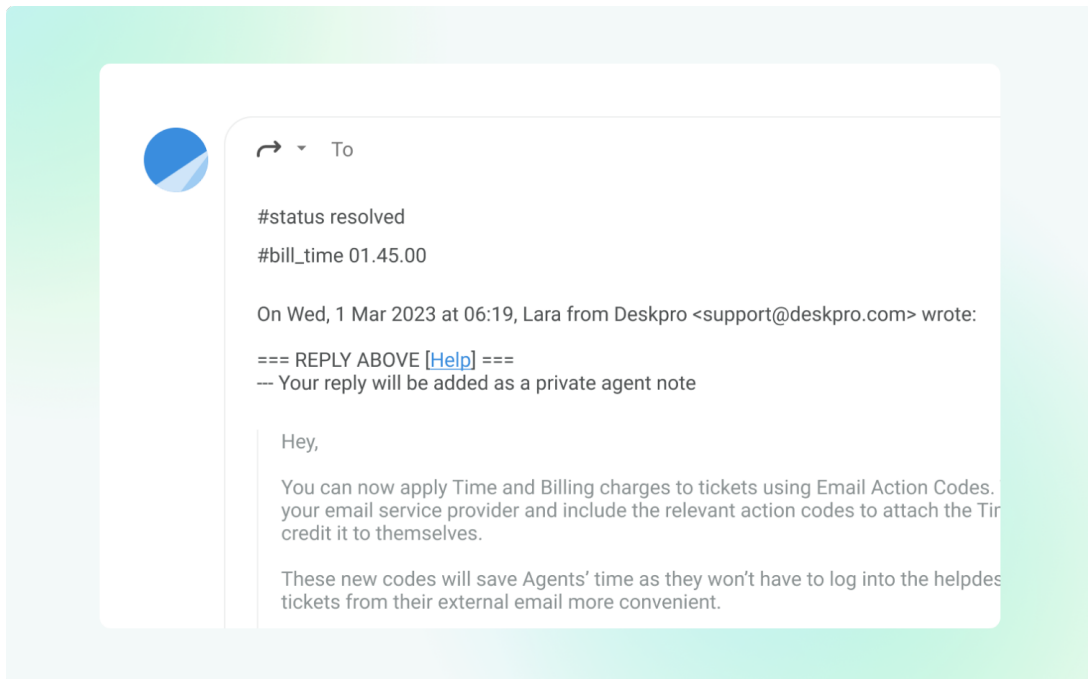 To
#status resolved
#bill_time 01.45.00
On Wed, 1 Mar 2023 at 06:19, Lara from Deskpro <support@deskpro.com> wrote:
=== REPLY ABOVE [Help] ===
--- Your reply will be added as a private agent note
Hey,
You can now apply Time and Billing charges to tickets using Email Action Codes.
your email service provider and include the relevant action codes to attach the
credit it to themselves.
These new codes will save Agents’ time as they won’t have to log into the
tickets from their external email more convenient.